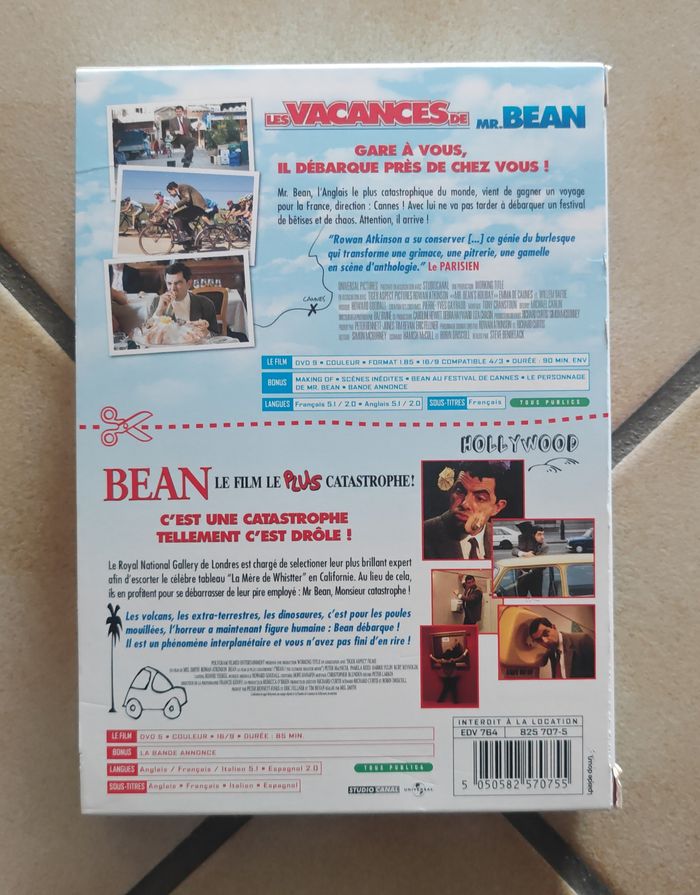 LES VACANCES DE MR. BEAN
GARE À VOUS,
IL DÉBARQUE PRÈS DE CHEZ VOUS !
Mr. Bean, l'Anglais le plus catastrophique du monde, vient de gagner un voyage
pour la France, direction : Cannes ! Avec lui ne va pas tarder à débarquer un festival
de bêtises et de chaos. Attention, il arrive !
"Rowan Atkinson a su conserver [...] ce génie du burlesque
qui transforme une grimace, une pitrerie, une gamelle
en scène d'anthologie." Le PARISIEN
CANNES
UNIVERSAL PICTURES
STUDIOCANAL
WORKING TITLE
STEVE BENDELACK
LE FILM DVD 9 • COULEUR • FORMAT 1.85 • 16/9 COMPATIBLE 4/3 • DURÉE : 90 MIN. ENV
BONUS MAKING OF • SCÈNES INÉDITES • BEAN AU FESTIVAL DE CANNES • LE PERSONNAGE
DE MR. BEAN • BANDE ANNONCE
LANGUES Français 5.1 / 2.0 • Anglais 5.1 / 2.0 SOUS-TITRES Français TOUS PUBLICS
HOLLYWOOD
BEAN LE FILM LE PLUS CATASTROPHE !
C'EST UNE CATASTROPHE
TELLEMENT C'EST DRÔLE !
Le Royal National Gallery de Londres est chargé de selectioner leur plus brillant expert
afin d'escorter le célèbre tableau "La Mère de Whistter" en Californie. Au lieu de cela,
ils en profitent pour se débarrasser de leur pire employé : Mr Bean, Monsieur catastrophe !
Les volcans, les extra-terrestres, les dinosaures, c'est pour les poules
mouillées, l'horreur a maintenant figure humaine : Bean débarque !
Il est un phénomène interplanétaire et vous n'avez pas fini d'en rire !
LE FILM DVD 5 • COULEUR • 16/9 • DURÉE : 85 MIN.
BONUS LA BANDE ANNONCE
LANGUES Anglais / Français / Italien 5.1 • Espagnol 2.0 TOUS PUBLICS
SOUS-TITRES Anglais • Français • Italien • Espagnol
STUDIO CANAL UNIVERSAL
INTERDIT À LA LOCATION
EDV 764 825 707-5
5 050582 570755